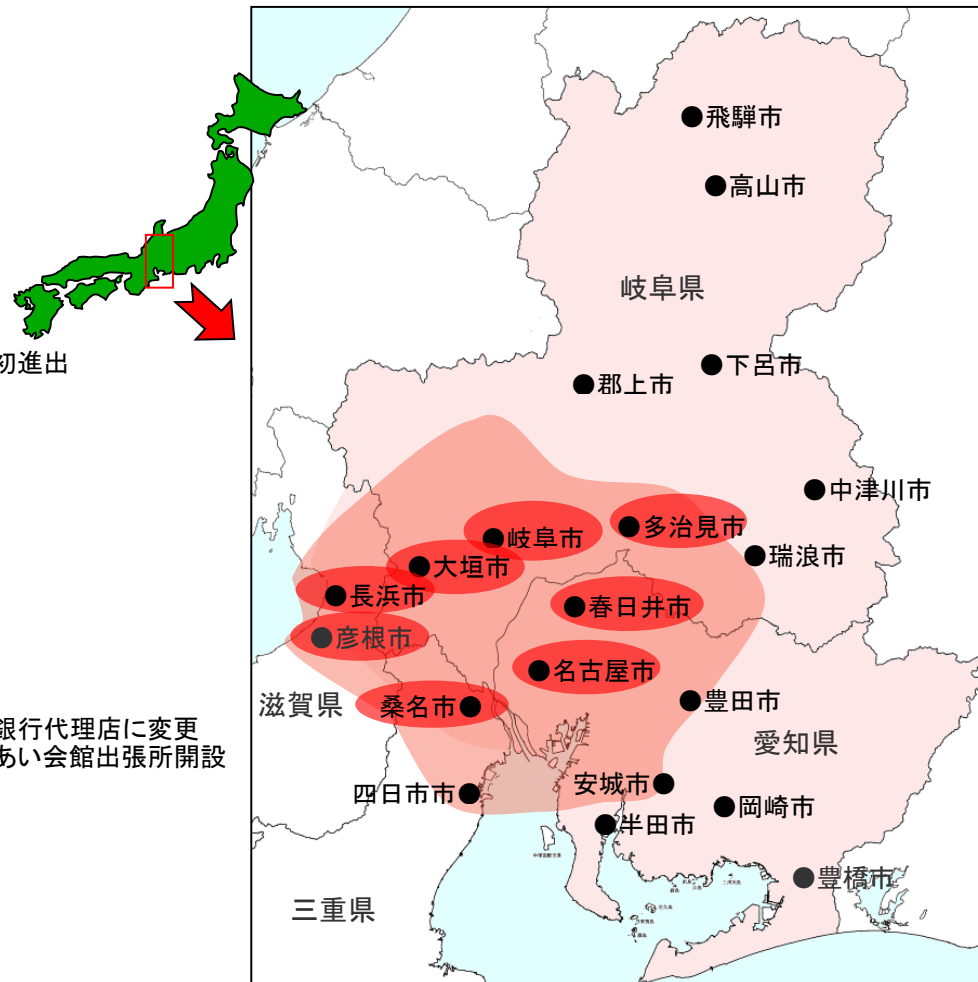 飛騨市
高山市
岐阜県
初進出
下呂市
郡上市
中津川市
岐阜市
多治見市
瑞浪市
大垣市
長浜市
春日井市
彦根市
名古屋市
滋賀県
桑名市
豊田市
銀行代理店に変更
愛知県
あい会館出張所開設
四日市市
安城市
岡崎市
半田市
豊橋市
三重県